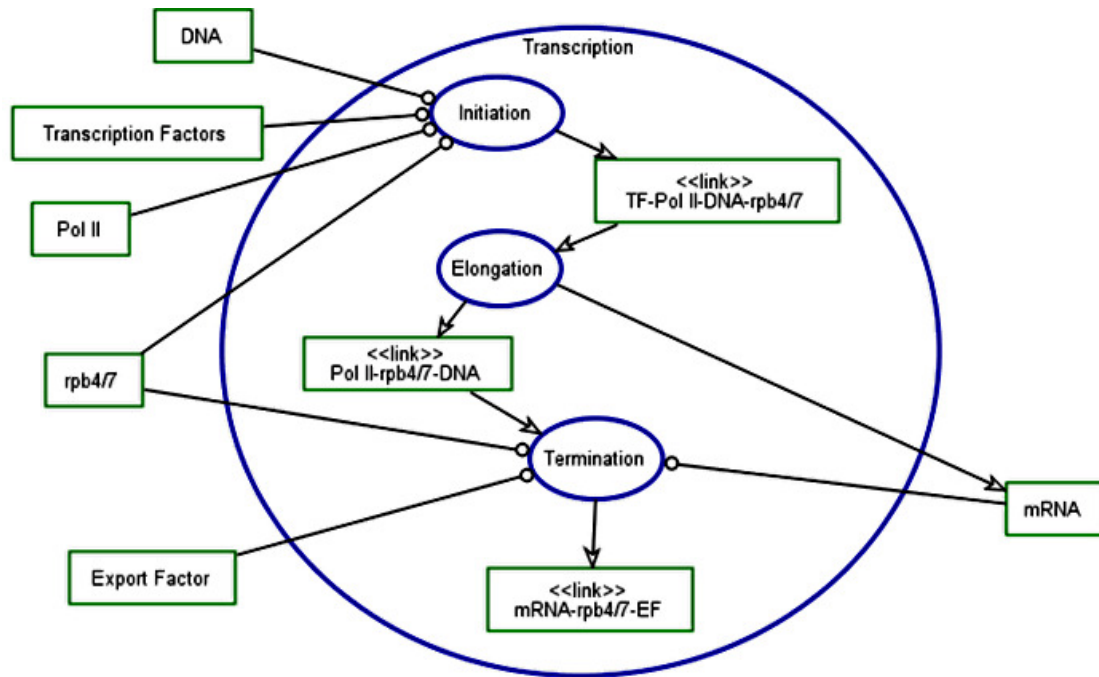 DNA
Transcription
Initiation
Transcription Factors
<<link>>
TF-Pol II-DNA-rpb4/7
Pol II
Elongation
<<link>>
Pol II-rpb4/7-DNA
rpb4/7
Termination
mRNA
Export Factor
<<link>>
mRNA-rpb4/7-EF